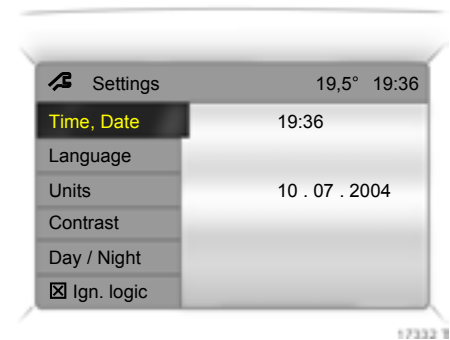 Settings 19,5° 19:36
Time, Date 19:36
Language
Units 10 . 07 . 2004
Contrast
Day / Night
Ign. logic
17332 T